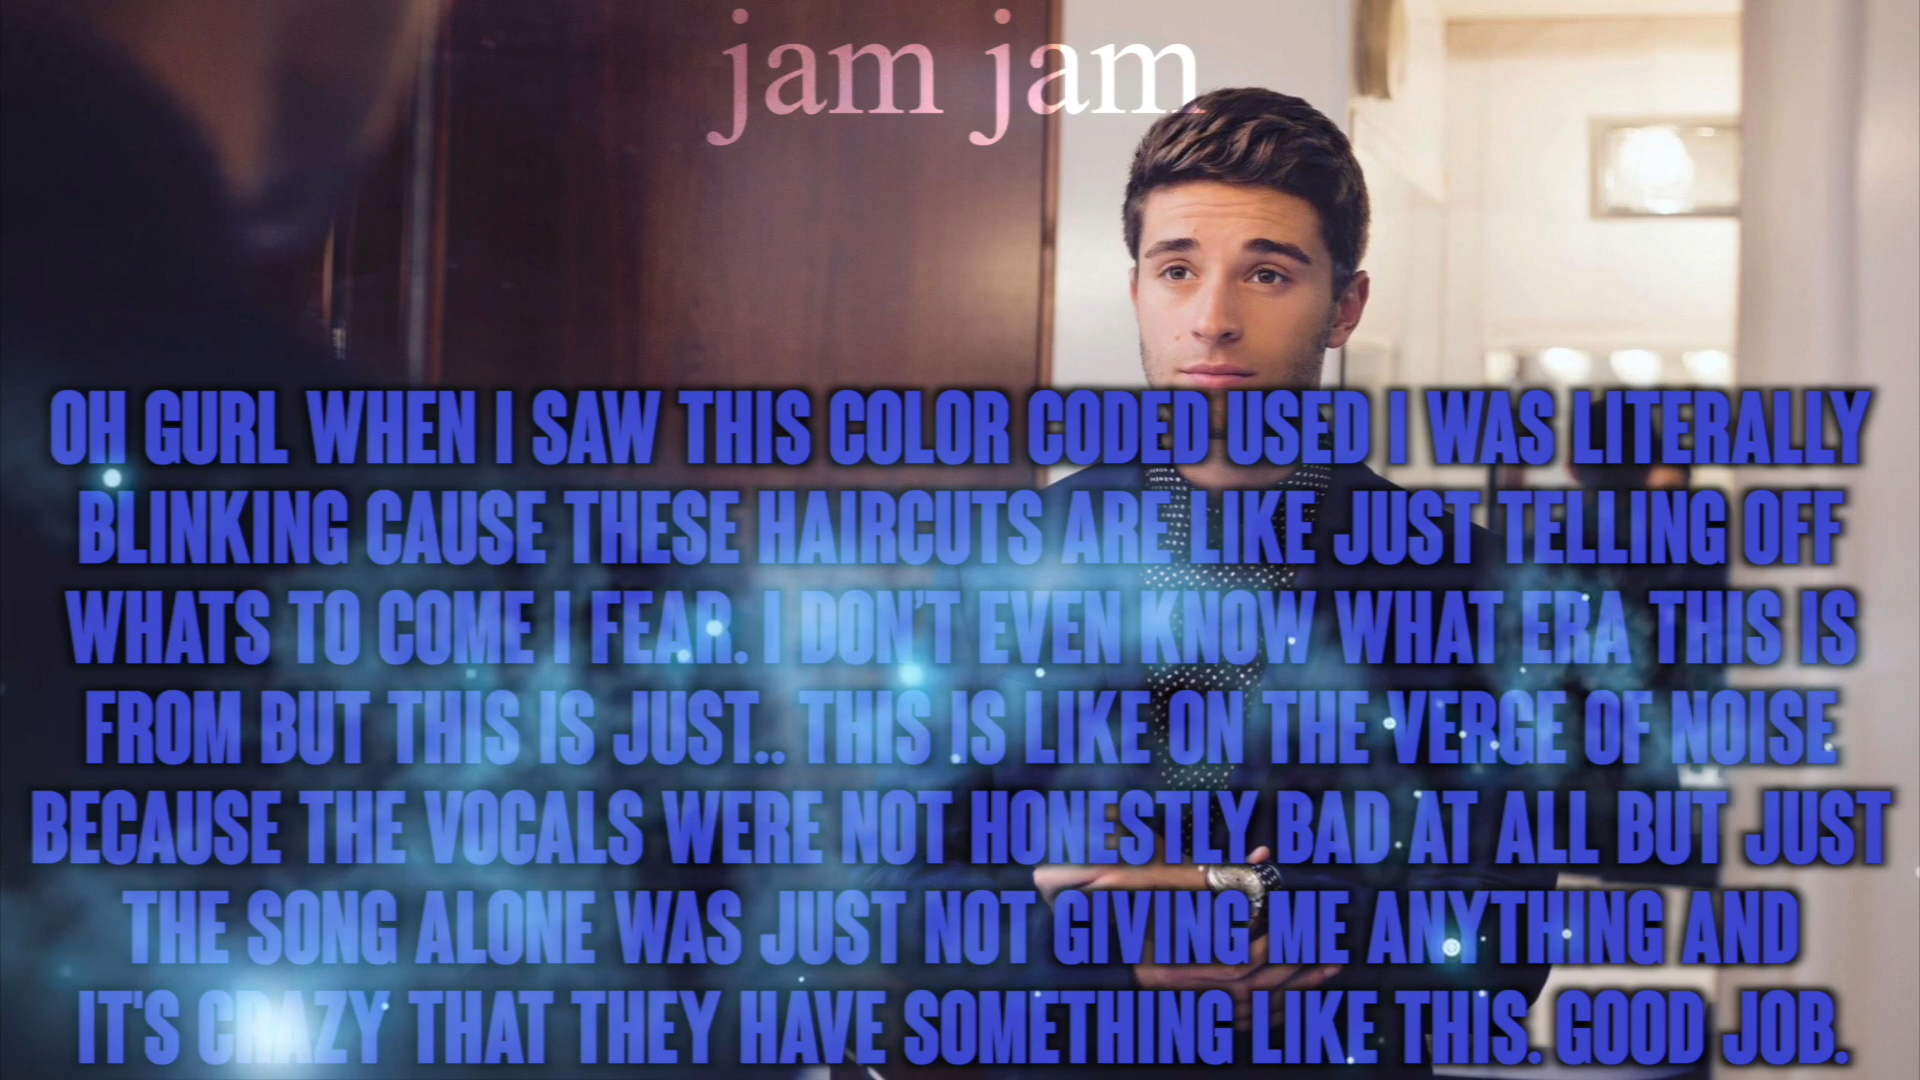 jam jam
OH GURL WHEN I SAW THIS COLOR CODED USED I WAS LITERALLY
BLINKING CAUSE THESE HAIRCUTS ARE LIKE JUST TELLING OFF
WHATS TO COME I FEAR. I DON'T EVEN KNOW WHAT ERA THIS IS
FROM BUT THIS IS JUST.. THIS IS LIKE ON THE VERGE OF NOISE
BECAUSE THE VOCALS WERE NOT HONESTLY BAD AT ALL BUT JUST
THE SONG ALONE WAS JUST NOT GIVING ME ANYTHING AND
IT'S CRAZY THAT THEY HAVE SOMETHING LIKE THIS. GOOD JOB.